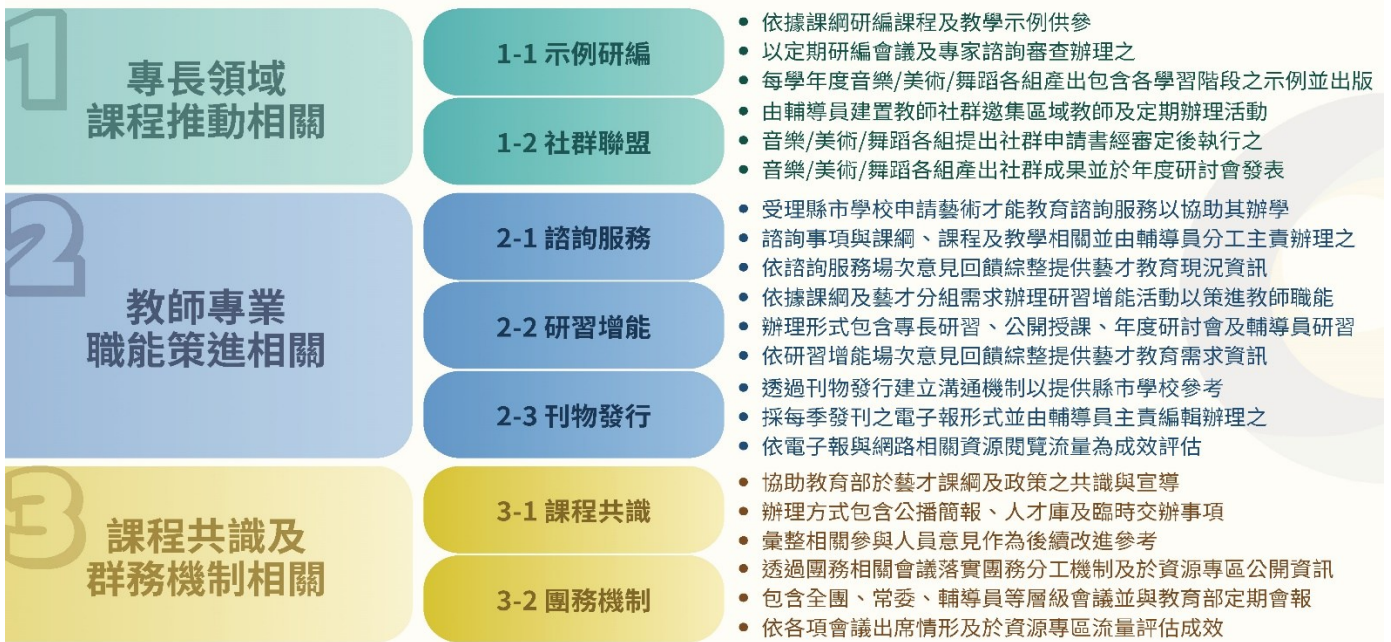 1
專長領域
課程推動相關
1-1 示例研編
• 依據課綱研編課程及教學示例供參
• 以定期研編會議及專家諮詢審查辦理之
• 每學年度音樂/美術/舞蹈各組產出包含各學習階段之示例並出版
1-2 社群聯盟
• 由輔導員建置教師社群邀集區域教師及定期辦理活動
• 音樂/美術/舞蹈各組提出社群申請書經審定後執行之
• 音樂/美術/舞蹈各組產出社群成果並於年度研討會發表
2
教師專業
職能策進相關
2-1 諮詢服務
• 受理縣市學校申請藝術才能教育諮詢服務以協助其辦學
• 諮詢事項與課綱、課程及教學相關並由輔導員分工主責辦理之
• 依諮詢服務場次意見回饋綜整提供藝才教育現況資訊
2-2 研習增能
• 依據課綱及藝才分組需求辦理研習增能活動以策進教師職能
• 辦理形式包含專長研習、公開授課、年度研討會及輔導員研習
• 依研習增能場次意見回饋綜整提供藝才教育需求資訊
2-3 刊物發行
• 透過刊物發行建立溝通機制以提供縣市學校參考
• 採每季發刊之電子報形式並由輔導員主責編輯辦理之
• 依電子報與網路相關資源閱覽流量為成效評估
3
課程共識及
群務機制相關
3-1 課程共識
• 協助教育部於藝才課綱及政策之共識與宣導
• 辦理方式包含公播簡報、人才庫及臨時交辦事項
• 彙整相關參與人員意見作為後續改進參考
3-2 團務機制
• 透過團務相關會議落實團務分工機制及於資源專區公開資訊
• 包含全團、常委、輔導員等層級會議並與教育部定期會報
• 依各項會議出席情形及於資源專區流量評估成效